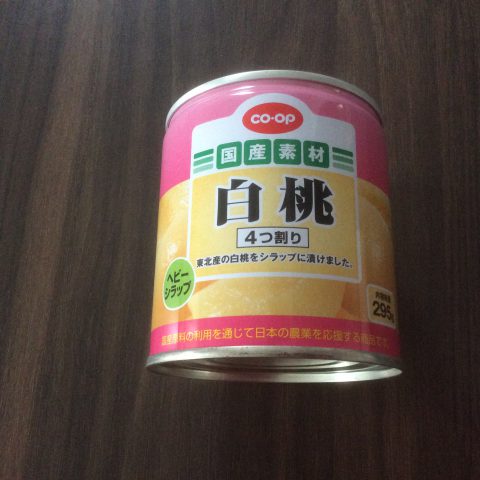 co-op
国産素材
白桃
4つ割り
東北産の白桃をシラップに漬けました。
ヘビー
シラップ
内容総量
295g
国産原料の利用を通じて日本の農業を応援する商品です。